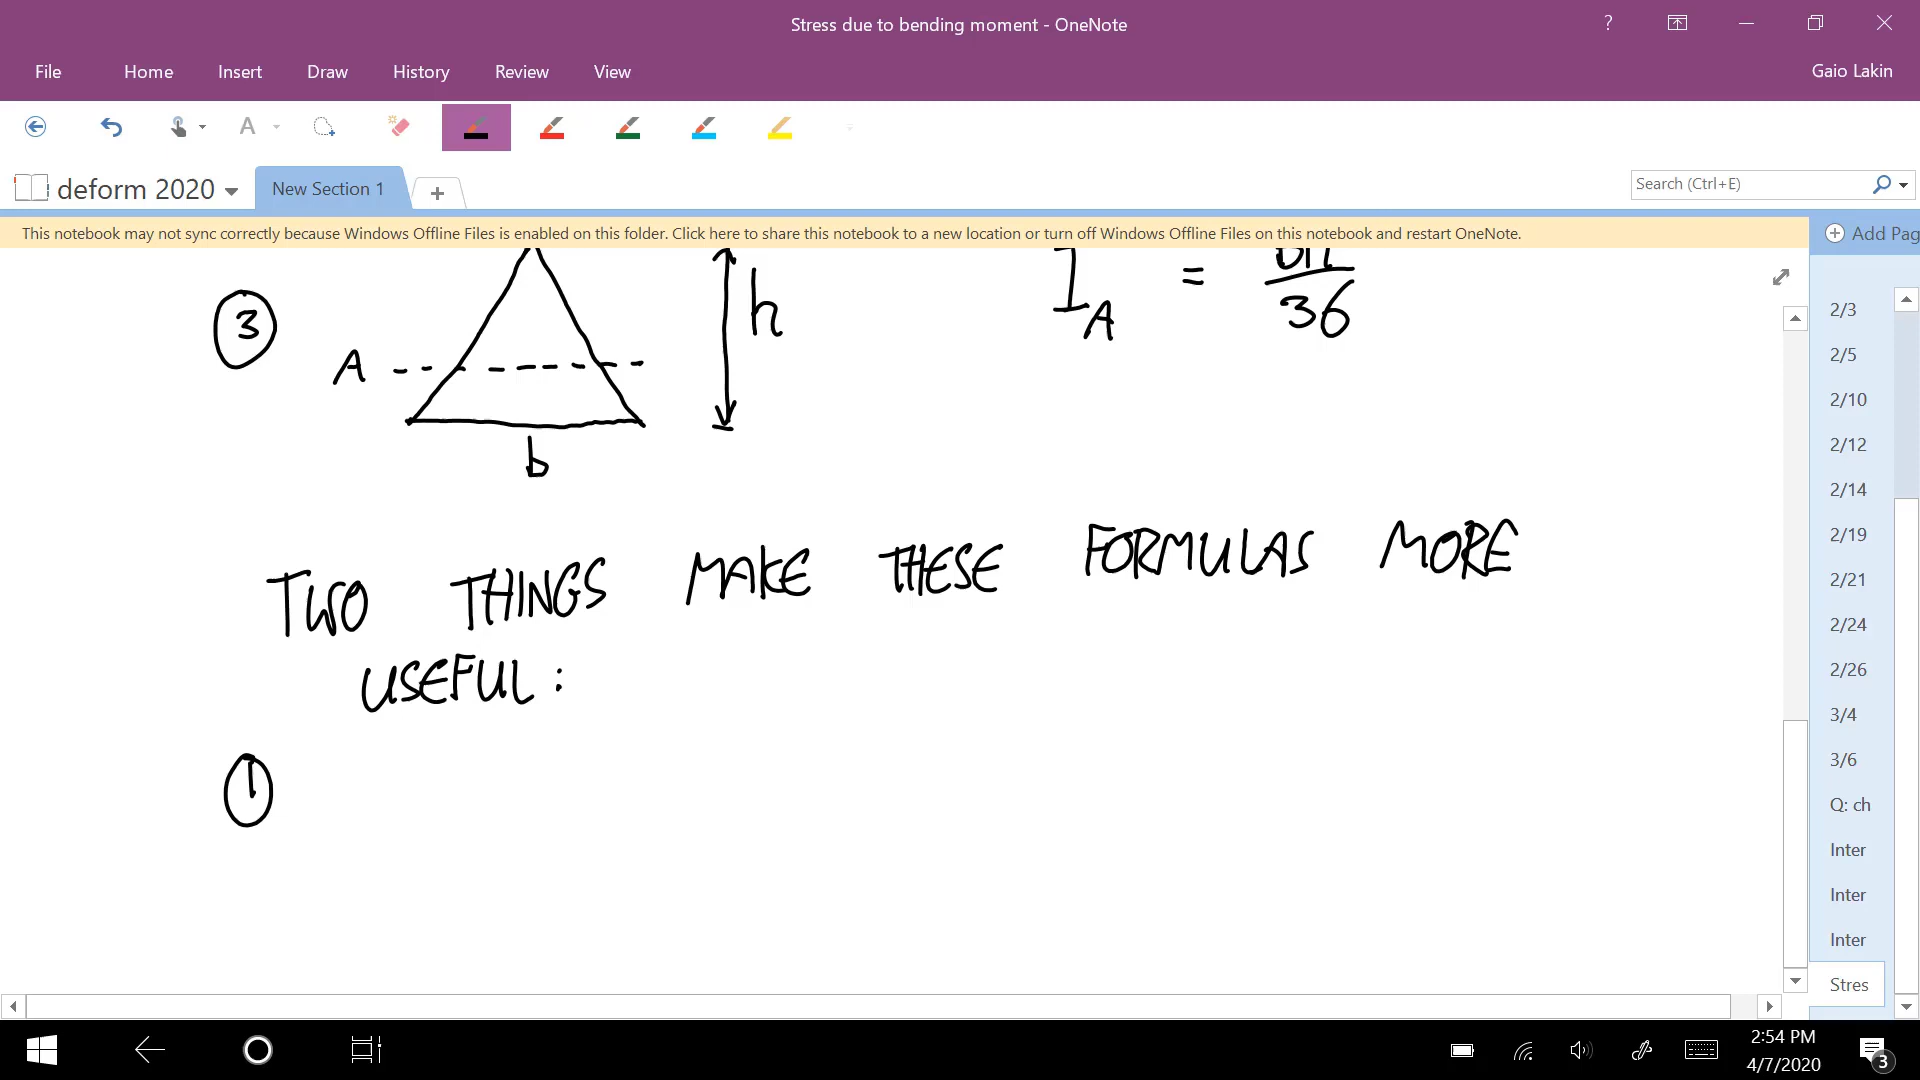 Stress due to bending moment - OneNote
File Home Insert Draw History Review View
Gaio Lakin
deform 2020
New Section 1
Search (Ctrl+E)
This notebook may not sync correctly because Windows Offline Files is enabled on this folder. Click here to share this notebook to a new location or turn off Windows Offline Files on this notebook and restart OneNote.
Add Pag
3
A
h
b
I_A =
36
TWO THINGS MAKE THESE FORMULAS MORE
USEFUL:
1
2/3
2/5
2/10
2/12
2/14
2/19
2/21
2/24
2/26
3/4
3/6
Q: ch
Inter
Inter
Inter
Stres
2:54 PM
4/7/2020
3